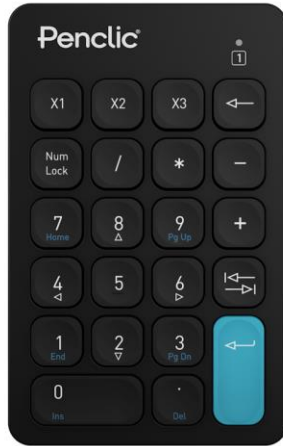 Penclic
1
X1 X2 X3
Num Lock / * −
7 Home 8 9 Pg Up +
4 5 6
1 End 2 3 Pg Dn
0 Ins . Del